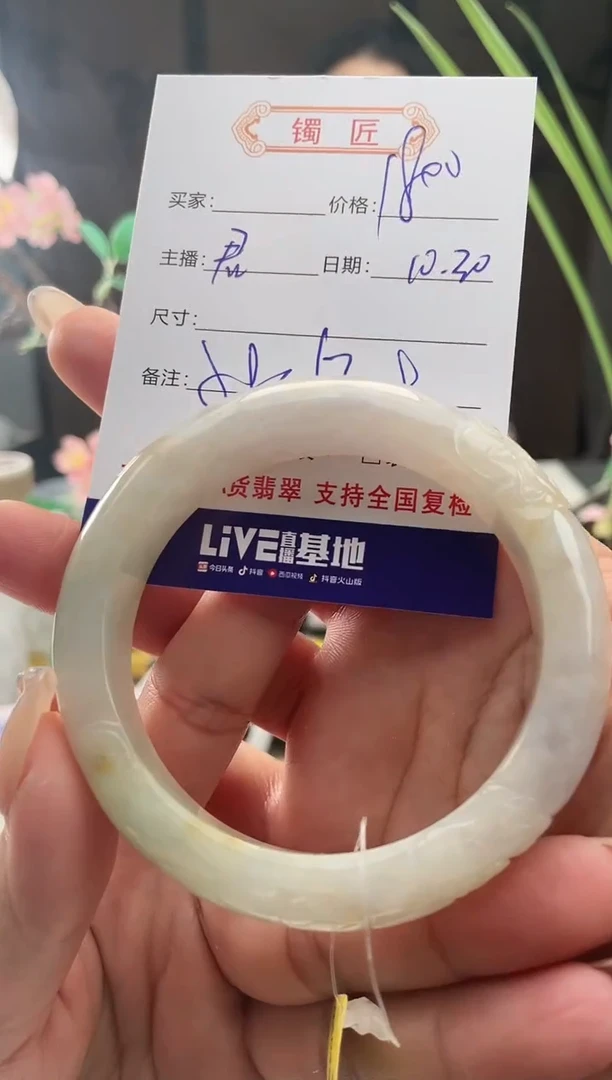 镯 匠
买家: 价格: 1800
主播: 君 日期: 10.20
尺寸:
备注:
货翡翠 支持全国复检
LiVE直播基地
今日头条 抖音 西瓜视频 抖音火山版